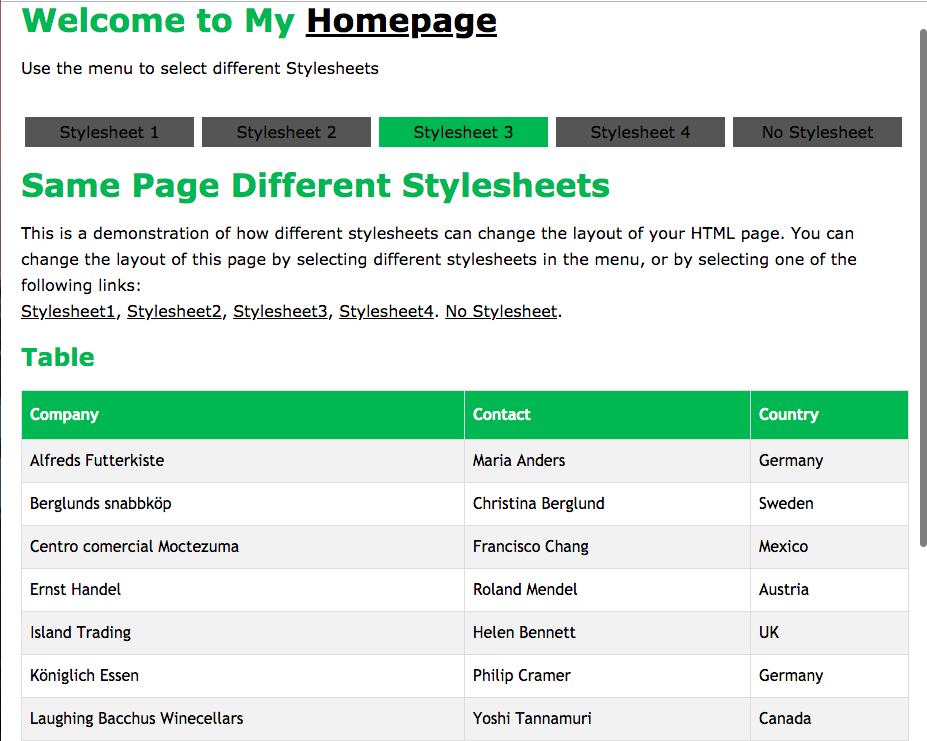 Welcome to My Homepage
Use the menu to select different Stylesheets
Stylesheet 1 Stylesheet 2 Stylesheet 3 Stylesheet 4 No Stylesheet
Same Page Different Stylesheets
This is a demonstration of how different stylesheets can change the layout of your HTML page. You can
change the layout of this page by selecting different stylesheets in the menu, or by selecting one of the
following links:
Stylesheet1, Stylesheet2, Stylesheet3, Stylesheet4. No Stylesheet.
Table
Company Contact Country
Alfreds Futterkiste Maria Anders Germany
Berglunds snabbköp Christina Berglund Sweden
Centro comercial Moctezuma Francisco Chang Mexico
Ernst Handel Roland Mendel Austria
Island Trading Helen Bennett UK
Königlich Essen Philip Cramer Germany
Laughing Bacchus Winecellars Yoshi Tannamuri Canada